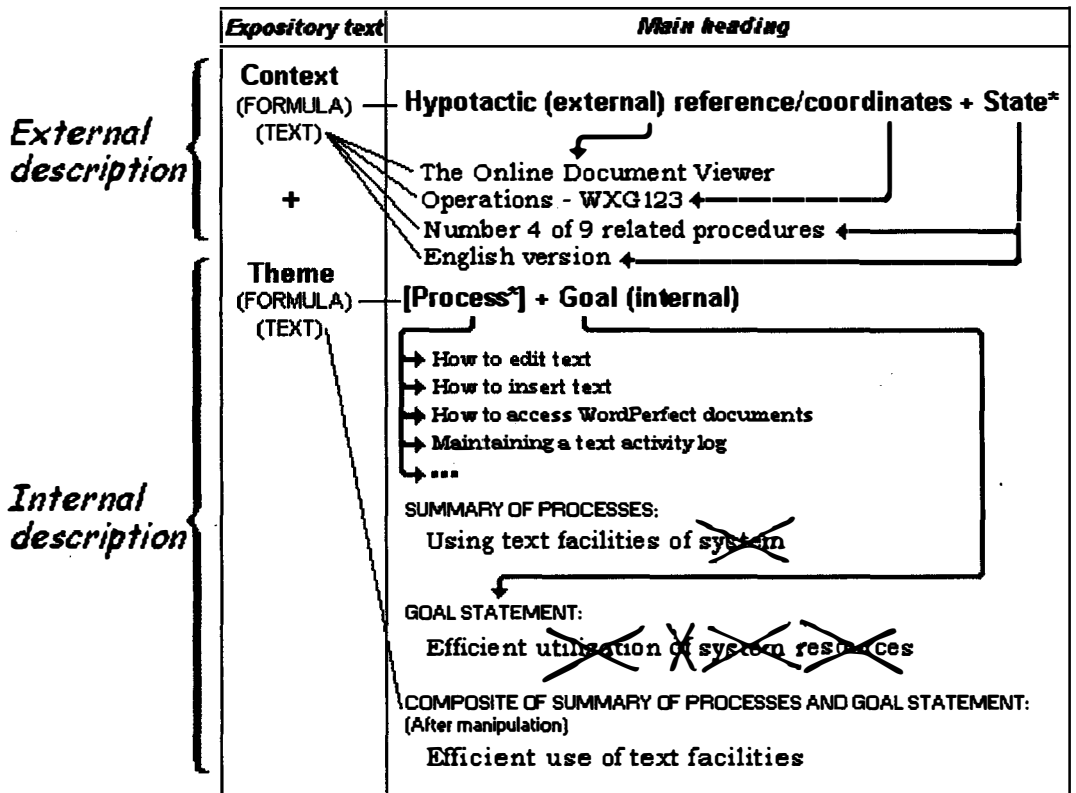 Expository text Main heading
External description
Context
(FORMULA)
(TEXT)
Hypotactic (external) reference/coordinates + State*
The Online Document Viewer
Operations - WXG123
Number 4 of 9 related procedures
English version
+
Internal description
Theme
(FORMULA)
(TEXT)
[Process*] + Goal (internal)
How to edit text
How to insert text
How to access WordPerfect documents
Maintaining a text activity log
...
SUMMARY OF PROCESSES:
Using text facilities of system
GOAL STATEMENT:
Efficient utilisation of system resources
COMPOSITE OF SUMMARY OF PROCESSES AND GOAL STATEMENT:
(After manipulation)
Efficient use of text facilities